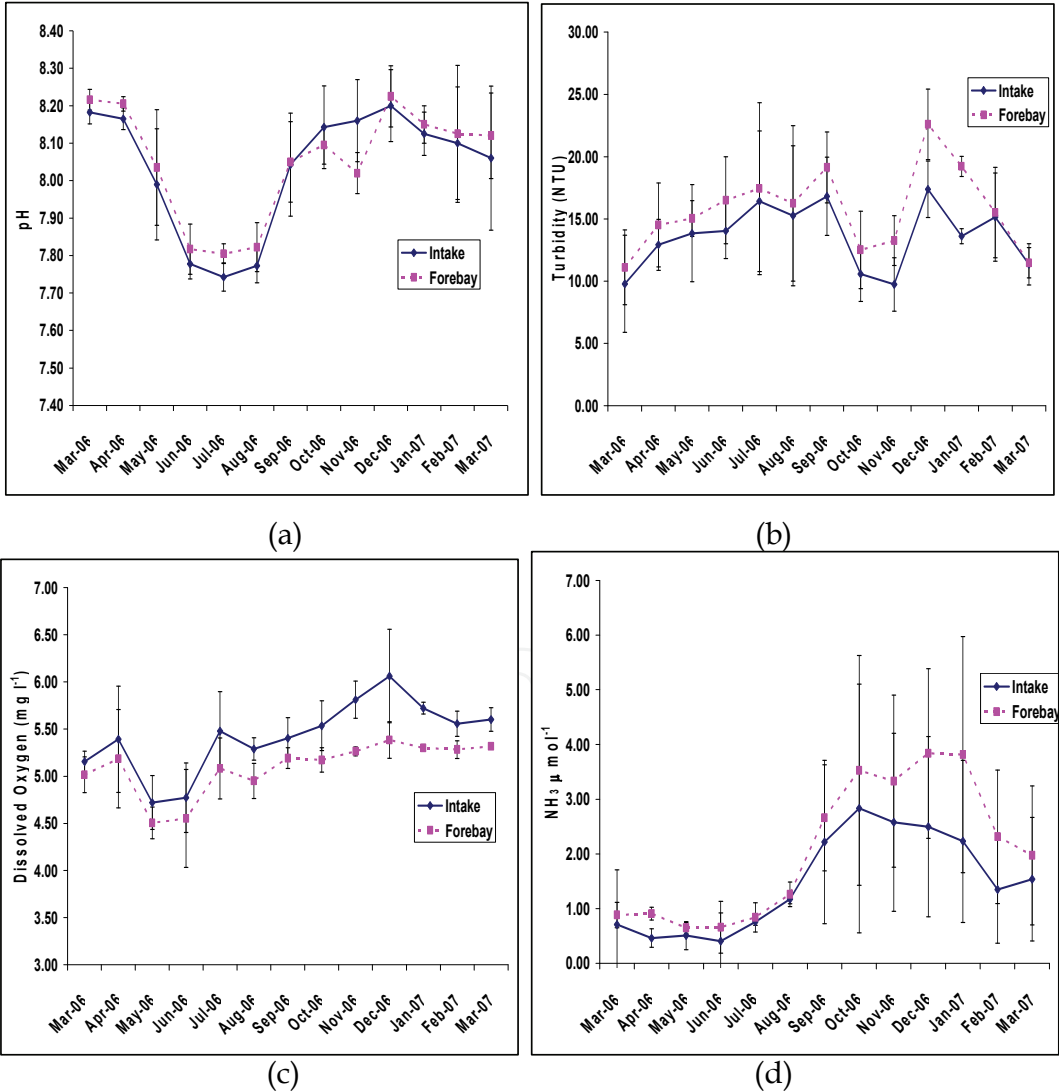 8.40
8.30
8.20
8.10
8.00
7.90
7.80
7.70
7.60
7.50
7.40
pH
Intake
Forebay
Mar-06
Apr-06
May-06
Jun-06
Jul-06
Aug-06
Sep-06
Oct-06
Nov-06
Dec-06
Jan-07
Feb-07
Mar-07
(a)
30.00
25.00
20.00
15.00
10.00
5.00
0.00
Turbidity (NTU)
Intake
Forebay
Mar-06
Apr-06
May-06
Jun-06
Jul-06
Aug-06
Sep-06
Oct-06
Nov-06
Dec-06
Jan-07
Feb-07
Mar-07
(b)
7.00
6.50
6.00
5.50
5.00
4.50
4.00
3.50
3.00
Dissolved Oxygen (mg l⁻¹)
Intake
Forebay
Mar-06
Apr-06
May-06
Jun-06
Jul-06
Aug-06
Sep-06
Oct-06
Nov-06
Dec-06
Jan-07
Feb-07
Mar-07
(c)
7.00
6.00
5.00
4.00
3.00
2.00
1.00
0.00
NH₃ µ mol⁻¹
Intake
Forebay
Mar-06
Apr-06
May-06
Jun-06
Jul-06
Aug-06
Sep-06
Oct-06
Nov-06
Dec-06
Jan-07
Feb-07
Mar-07
(d)